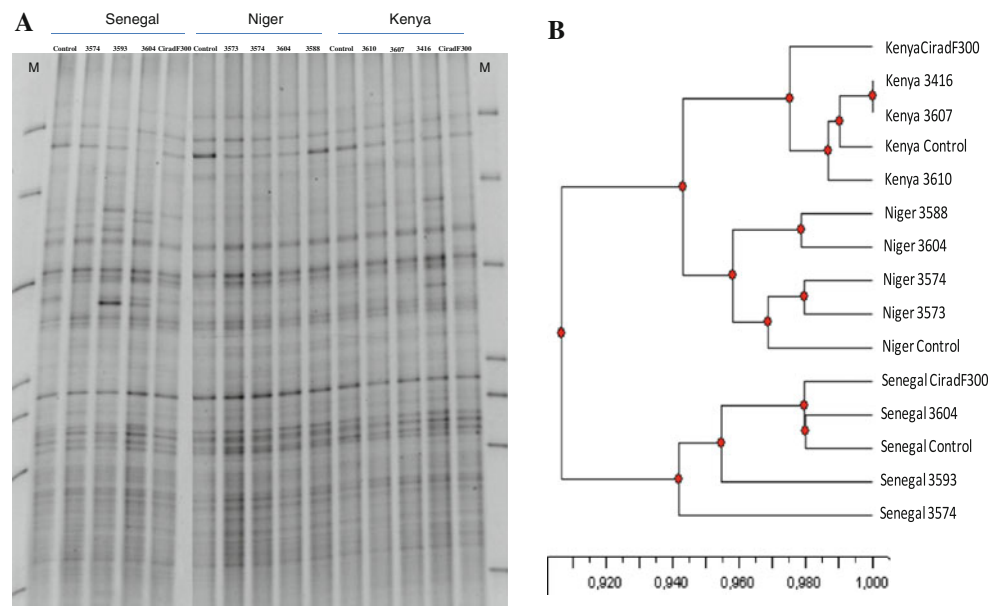 A
Senegal Niger Kenya
Control 3574 3593 3604 CiradF300 Control 3573 3574 3604 3588 Control 3610 3607 3416 CiradF300
M M
B
KenyaCiradF300
Kenya 3416
Kenya 3607
Kenya Control
Kenya 3610
Niger 3588
Niger 3604
Niger 3574
Niger 3573
Niger Control
Senegal CiradF300
Senegal 3604
Senegal Control
Senegal 3593
Senegal 3574
0,920 0,940 0,960 0,980 1,000